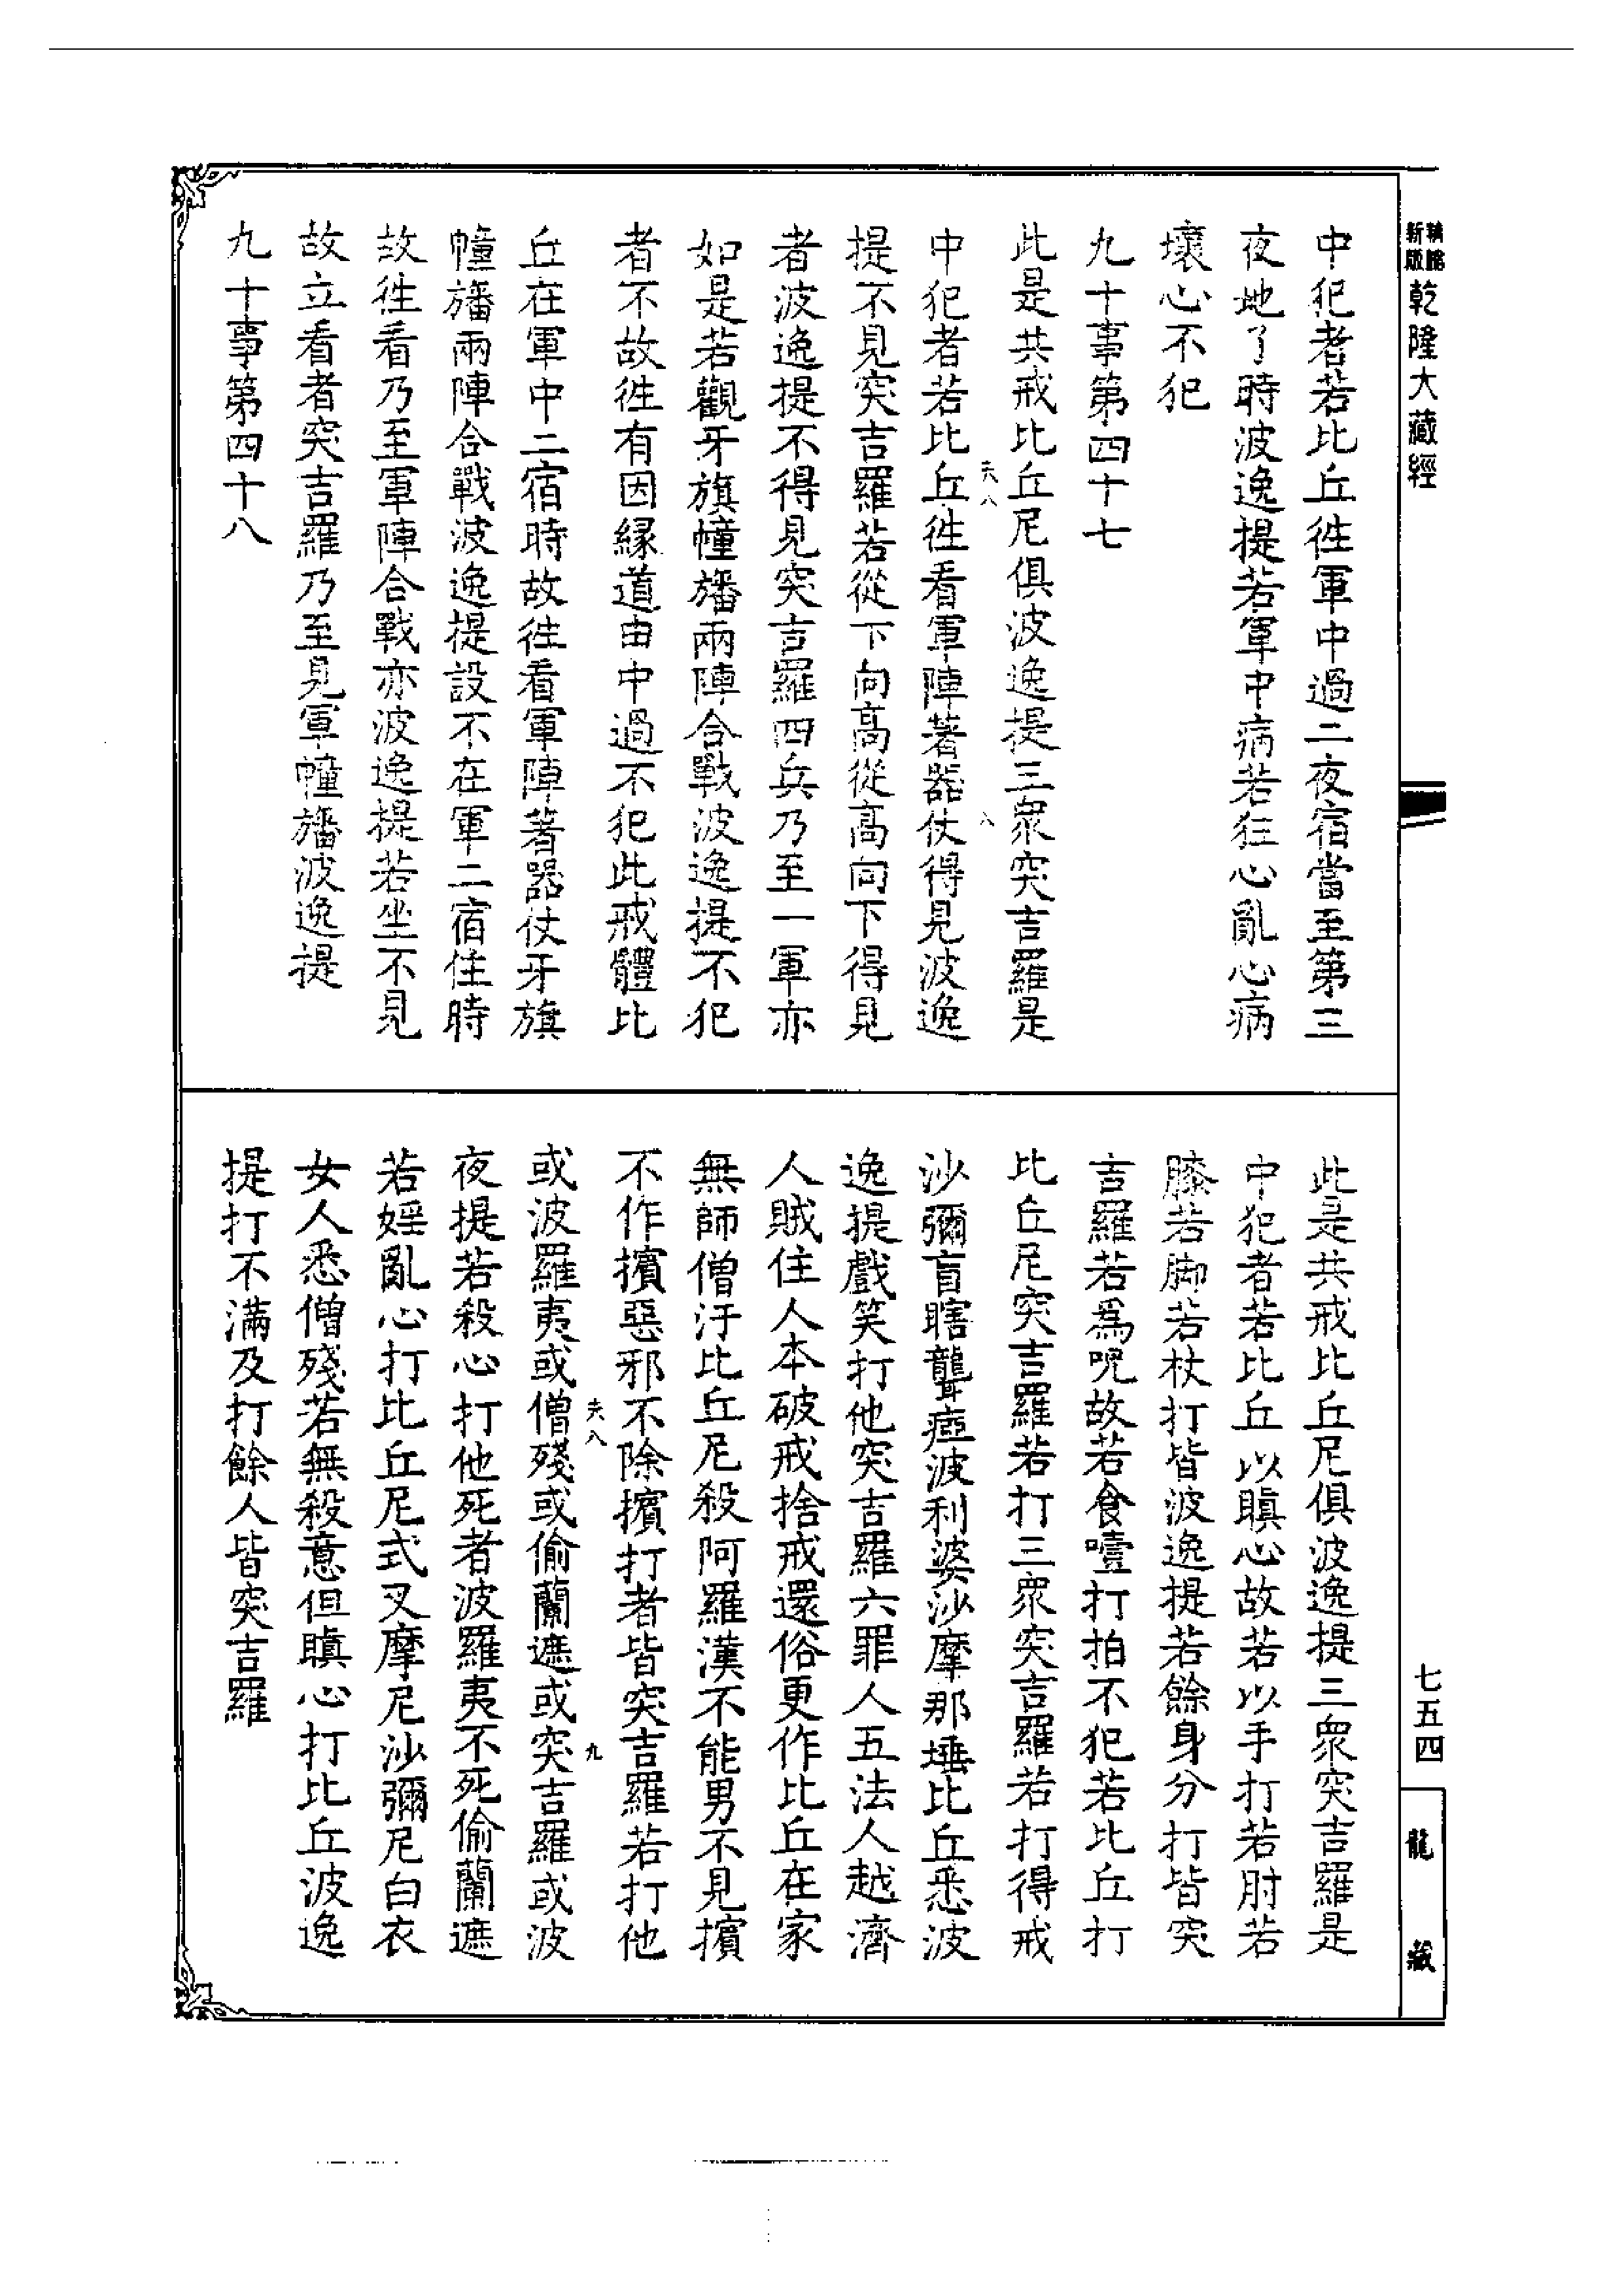 新版
乾隆大藏經
七五四
龍
藏
中犯者若比丘徃軍中過二夜宿當至第三
夜地了時波逸提若軍中病若狂心亂心病
壞心不犯
九十事第四十七
此是共戒比丘尼俱波逸提三衆突吉羅是
中犯者若比丘徃看軍陣著器仗得見波逸
提不見突吉羅若從下向高從高向下得見
者波逸提不得見突吉羅四兵乃至一軍亦
如是若觀牙旗幢旛兩陣合戰波逸提不犯
者不故徃有因緣道由中過不犯此戒體比
丘在軍中二宿時故徃看軍陣著器仗牙旗
幢旛兩陣合戰波逸提設不在軍二宿住時
故徃看乃至軍陣合戰亦波逸提若坐不見
故立看者突吉羅乃至見軍幢旛波逸提
九十事第四十八
此是共戒比丘尼俱波逸提三衆突吉羅是
中犯者若比丘以瞋心故若以手打若肘若
膝若脚若杖打皆波逸提若餘身分打皆突
吉羅若爲呪故若食噎打拍不犯若比丘打
比丘尼突吉羅若打三衆突吉羅若打得戒
沙彌盲瞎聾瘂波利婆沙摩那埵比丘悉波
逸提戲笑打他突吉羅六罪人五法人越濟
人賊住人本破戒捨戒還俗更作比丘在家
無師僧汙比丘尼殺阿羅漢不能男不見擯
不作擯惡邪不除擯打者皆突吉羅若打他
或波羅夷或僧殘或偷蘭遮或突吉羅或波
夜提若殺心打他死者波羅夷不死偷蘭遮
若婬亂心打比丘尼式叉摩尼沙彌尼白衣
女人悉僧殘若無殺意但瞋心打比丘波逸
提打不滿及打餘人皆突吉羅